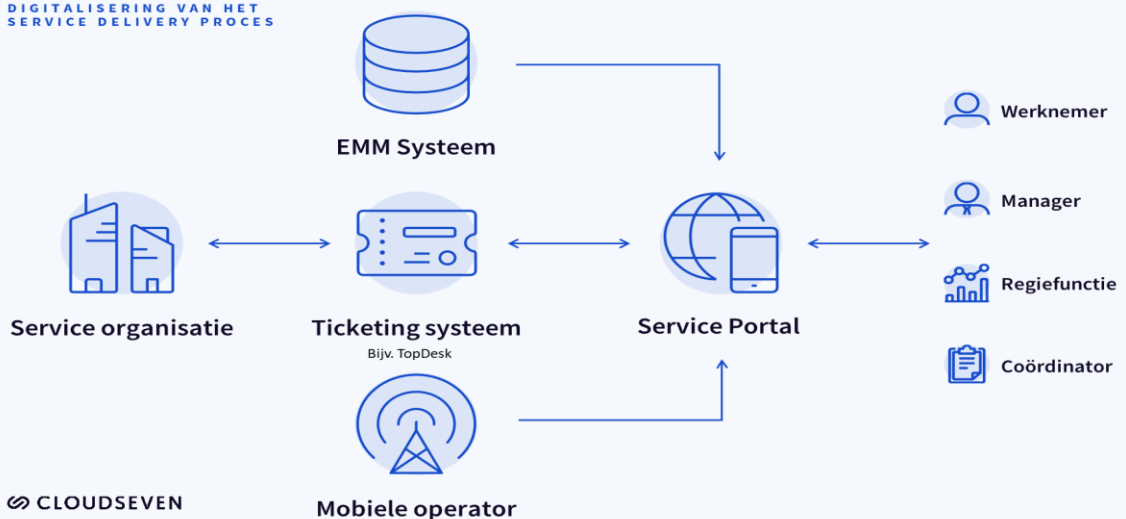 DIGITALISERING VAN HET
SERVICE DELIVERY PROCES
EMM Systeem
Service organisatie
Ticketing systeem
Bijv. TopDesk
Service Portal
Mobiele operator
Werknemer
Manager
Regiefunctie
Coördinator
CLOUDSEVEN